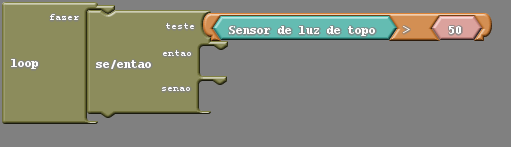 fazer
teste
Sensor de luz de topo > 50
entao
loop
se/entao
senao